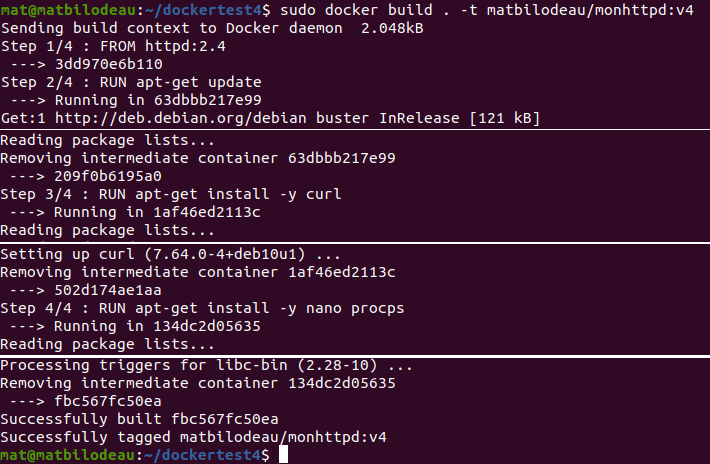 mat@matbilodeau:~/dockertest4$ sudo docker build . -t matbilodeau/monhttpd:v4
Sending build context to Docker daemon  2.048kB
Step 1/4 : FROM httpd:2.4
 ---> 3dd970e6b110
Step 2/4 : RUN apt-get update
 ---> Running in 63dbbb217e99
Get:1 http://deb.debian.org/debian buster InRelease [121 kB]
Reading package lists...
Removing intermediate container 63dbbb217e99
 ---> 209f0b6195a0
Step 3/4 : RUN apt-get install -y curl
 ---> Running in 1af46ed2113c
Reading package lists...
Setting up curl (7.64.0-4+deb10u1) ...
Removing intermediate container 1af46ed2113c
 ---> 502d174ae1aa
Step 4/4 : RUN apt-get install -y nano procps
 ---> Running in 134dc2d05635
Reading package lists...
Processing triggers for libc-bin (2.28-10) ...
Removing intermediate container 134dc2d05635
 ---> fbc567fc50ea
Successfully built fbc567fc50ea
Successfully tagged matbilodeau/monhttpd:v4
mat@matbilodeau:~/dockertest4$